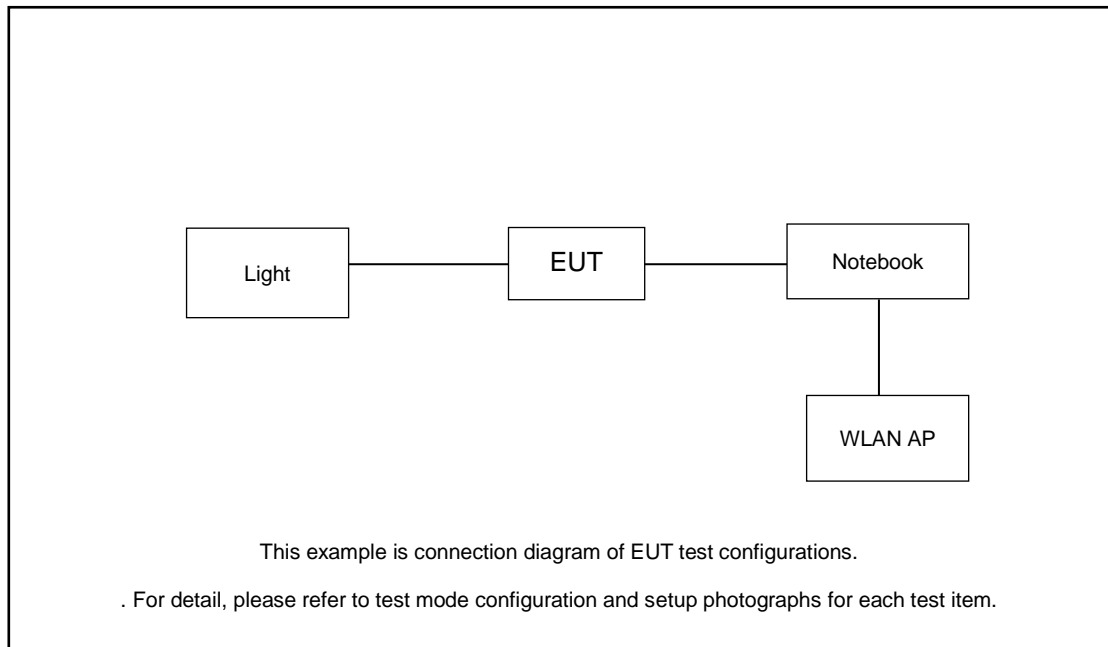 Light
EUT
Notebook
WLAN AP
This example is connection diagram of EUT test configurations.
. For detail, please refer to test mode configuration and setup photographs for each test item.